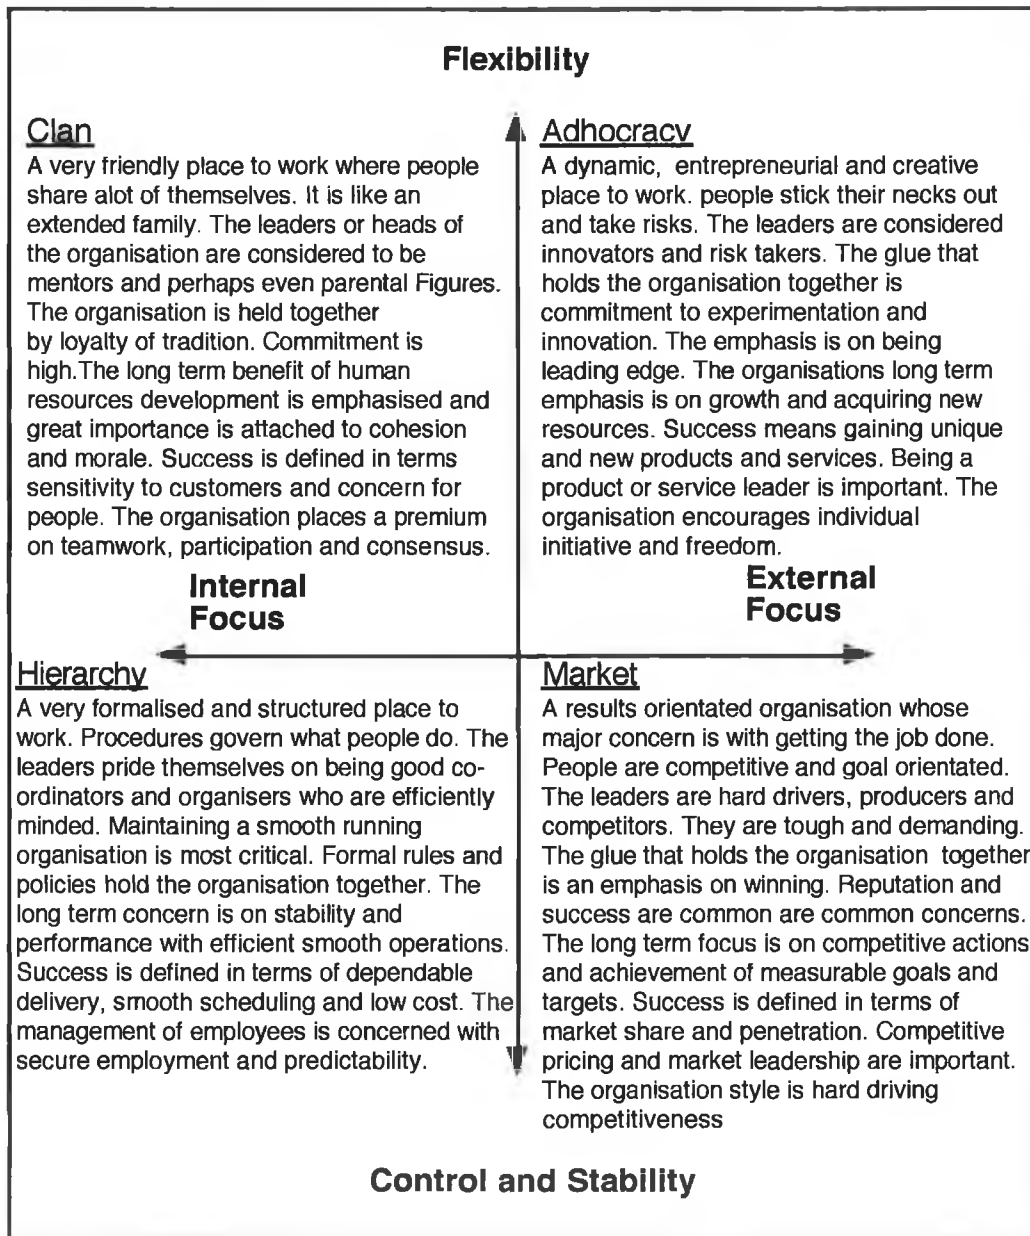 Flexibility
Clan
A very friendly place to work where people
share alot of themselves. It is like an
extended family. The leaders or heads of
the organisation are considered to be
mentors and perhaps even parental Figures.
The organisation is held together
by loyalty of tradition. Commitment is
high.The long term benefit of human
resources development is emphasised and
great importance is attached to cohesion
and morale. Success is defined in terms
sensitivity to customers and concern for
people. The organisation places a premium
on teamwork, participation and consensus.
Adhocracy
A dynamic, entrepreneurial and creative
place to work. people stick their necks out
and take risks. The leaders are considered
innovators and risk takers. The glue that
holds the organisation together is
commitment to experimentation and
innovation. The emphasis is on being
leading edge. The organisations long term
emphasis is on growth and acquiring new
resources. Success means gaining unique
and new products and services. Being a
product or service leader is important. The
organisation encourages individual
initiative and freedom.
Internal
Focus
External
Focus
Hierarchy
A very formalised and structured place to
work. Procedures govern what people do. The
leaders pride themselves on being good co-
ordinators and organisers who are efficiently
minded. Maintaining a smooth running
organisation is most critical. Formal rules and
policies hold the organisation together. The
long term concern is on stability and
performance with efficient smooth operations.
Success is defined in terms of dependable
delivery, smooth scheduling and low cost. The
management of employees is concerned with
secure employment and predictability.
Market
A results orientated organisation whose
major concern is with getting the job done.
People are competitive and goal orientated.
The leaders are hard drivers, producers and
competitors. They are tough and demanding.
The glue that holds the organisation together
is an emphasis on winning. Reputation and
success are common are common concerns.
The long term focus is on competitive actions
and achievement of measurable goals and
targets. Success is defined in terms of
market share and penetration. Competitive
pricing and market leadership are important.
The organisation style is hard driving
competitiveness
Control and Stability